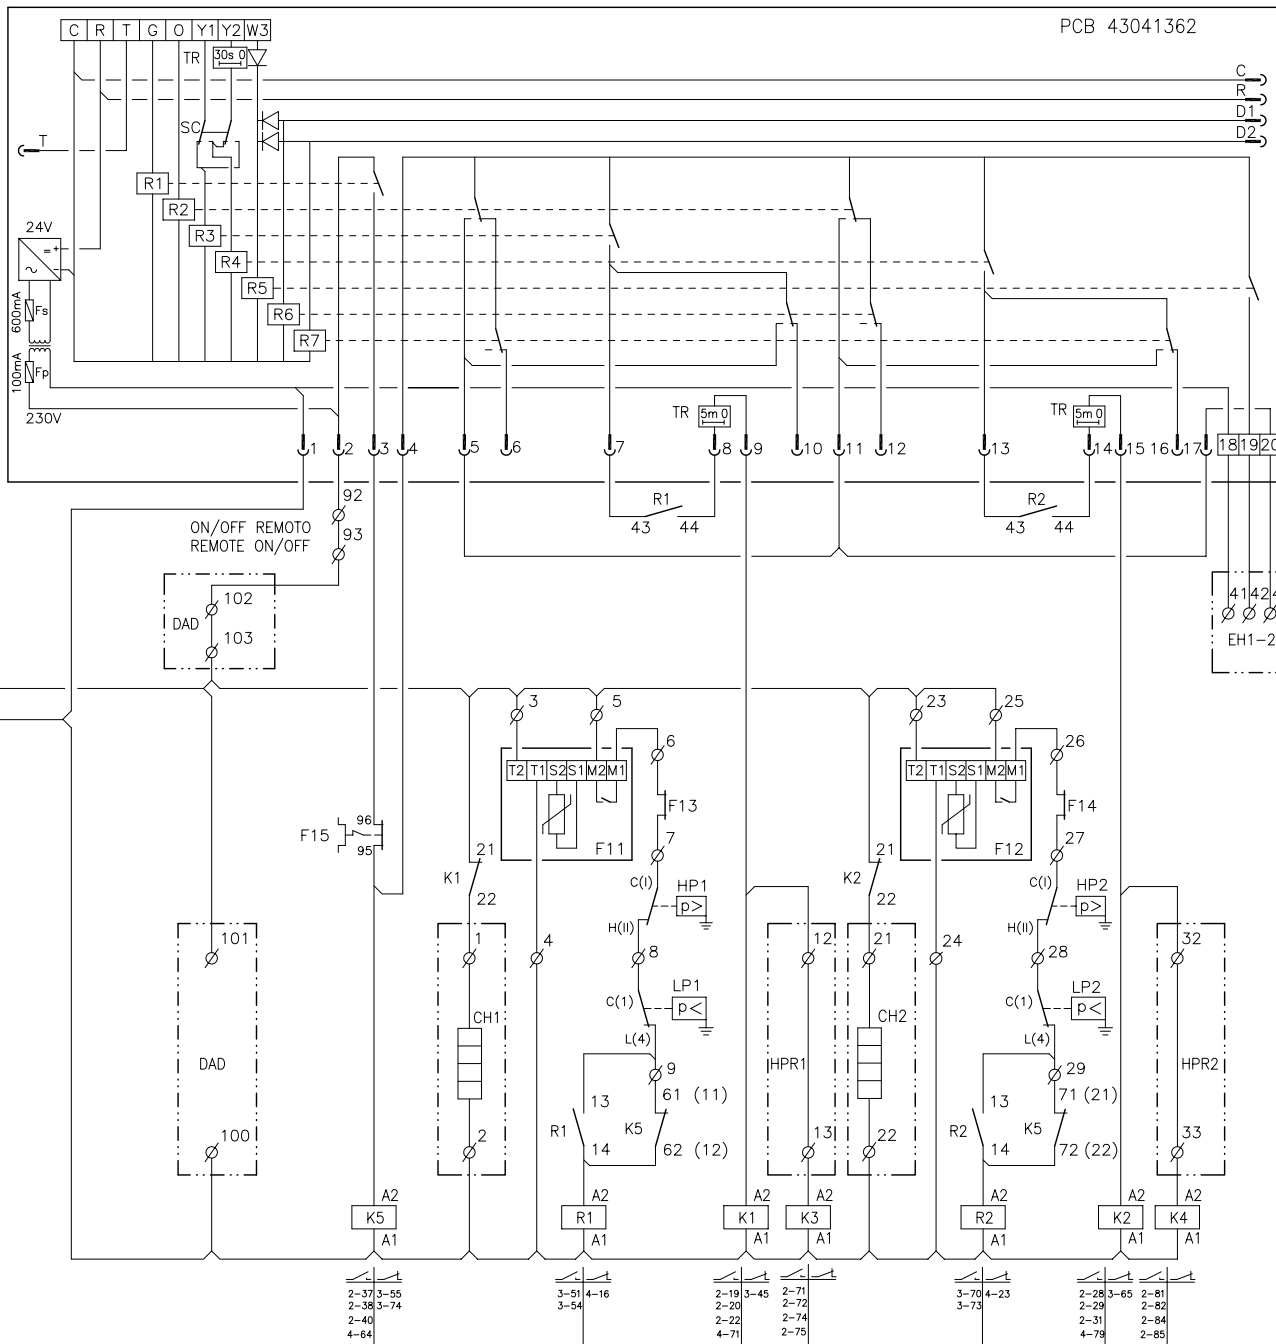 PCB 43041362
C R T G O Y1 Y2 W3
TR 30s 0
C
R
D1
D2
SC
T
R1
R2
R3
R4
R5
R6
R7
24V
= +
~ −
600mA Fs
100mA Fp
230V
TR 5m 0
TR 5m 0
1 2 3 4 5 6 7 8 9 10 11 12 13 14 15 16 17 18 19 20
92
93
ON/OFF REMOTO
REMOTE ON/OFF
R1
43 44
R2
43 44
DAD
102
103
41 42 4
EH1-2
3 5 23 25
6 26
T2 T1 S2 S1 M2 M1
T2 T1 S2 S1 M2 M1
F13 F14
7 27
F11 F12
F15
96
95
K1
21
22
K2
21
22
C(I) HP1
p>
H(II)
C(I) HP2
p>
H(II)
101
1 4 8 12 21 24 28 32
C(1) LP1
p<
L(4)
C(1) LP2
p<
L(4)
CH1 CH2
DAD HPR1 HPR2
9 29
13 61 (11)
R1 K5
14 62 (12)
13 71 (21)
R2 K5
14 72 (22)
100
2 13 22 33
A2 A2 A2 A2 A2 A2 A2
K5 R1 K1 K3 R2 K2 K4
A1 A1 A1 A1 A1 A1 A1
2-37 3-55
2-38 3-74
2-40
4-64
3-51 4-16
3-54
2-19 3-45
2-20
2-22
4-71
2-71
2-72
2-74
2-75
3-70 4-23
3-73
2-28 3-65
2-29
2-31
4-79
2-81
2-82
2-84
2-85